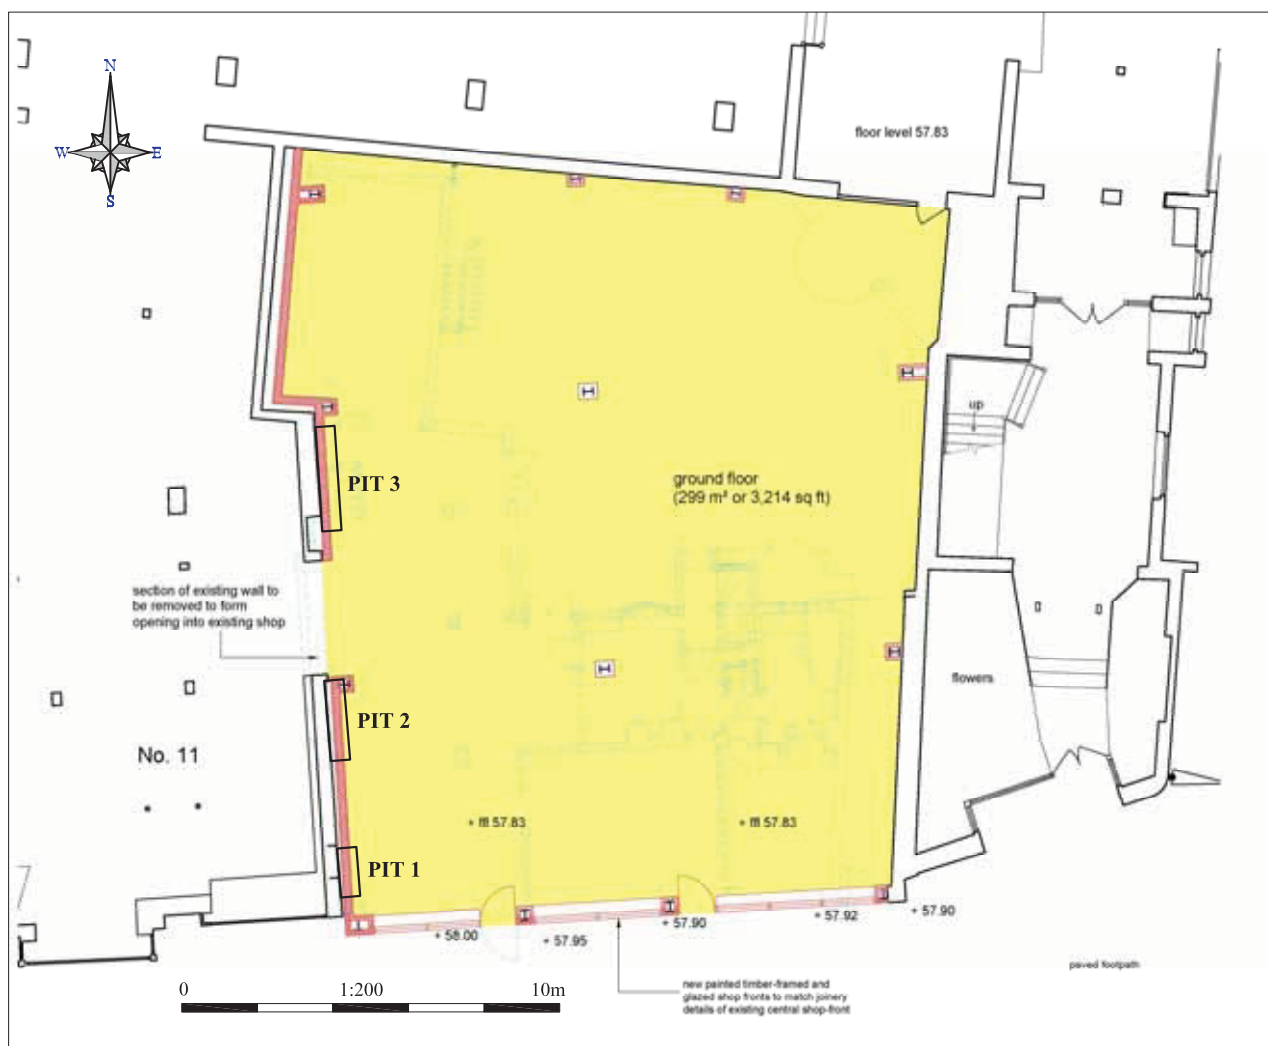 N
W E
S
floor level 57.83
up
PIT 3
ground floor
(299 m² or 3,214 sq ft)
section of existing wall to
be removed to form
opening into existing shop
flowers
PIT 2
No. 11
+ ffl 57.83
+ ffl 57.83
PIT 1
+ 58.00
+ 57.95
+ 57.90
+ 57.92
+ 57.90
paved footpath
0 1:200 10m
new painted timber-framed and
glazed shop fronts to match joinery
details of existing central shop-front